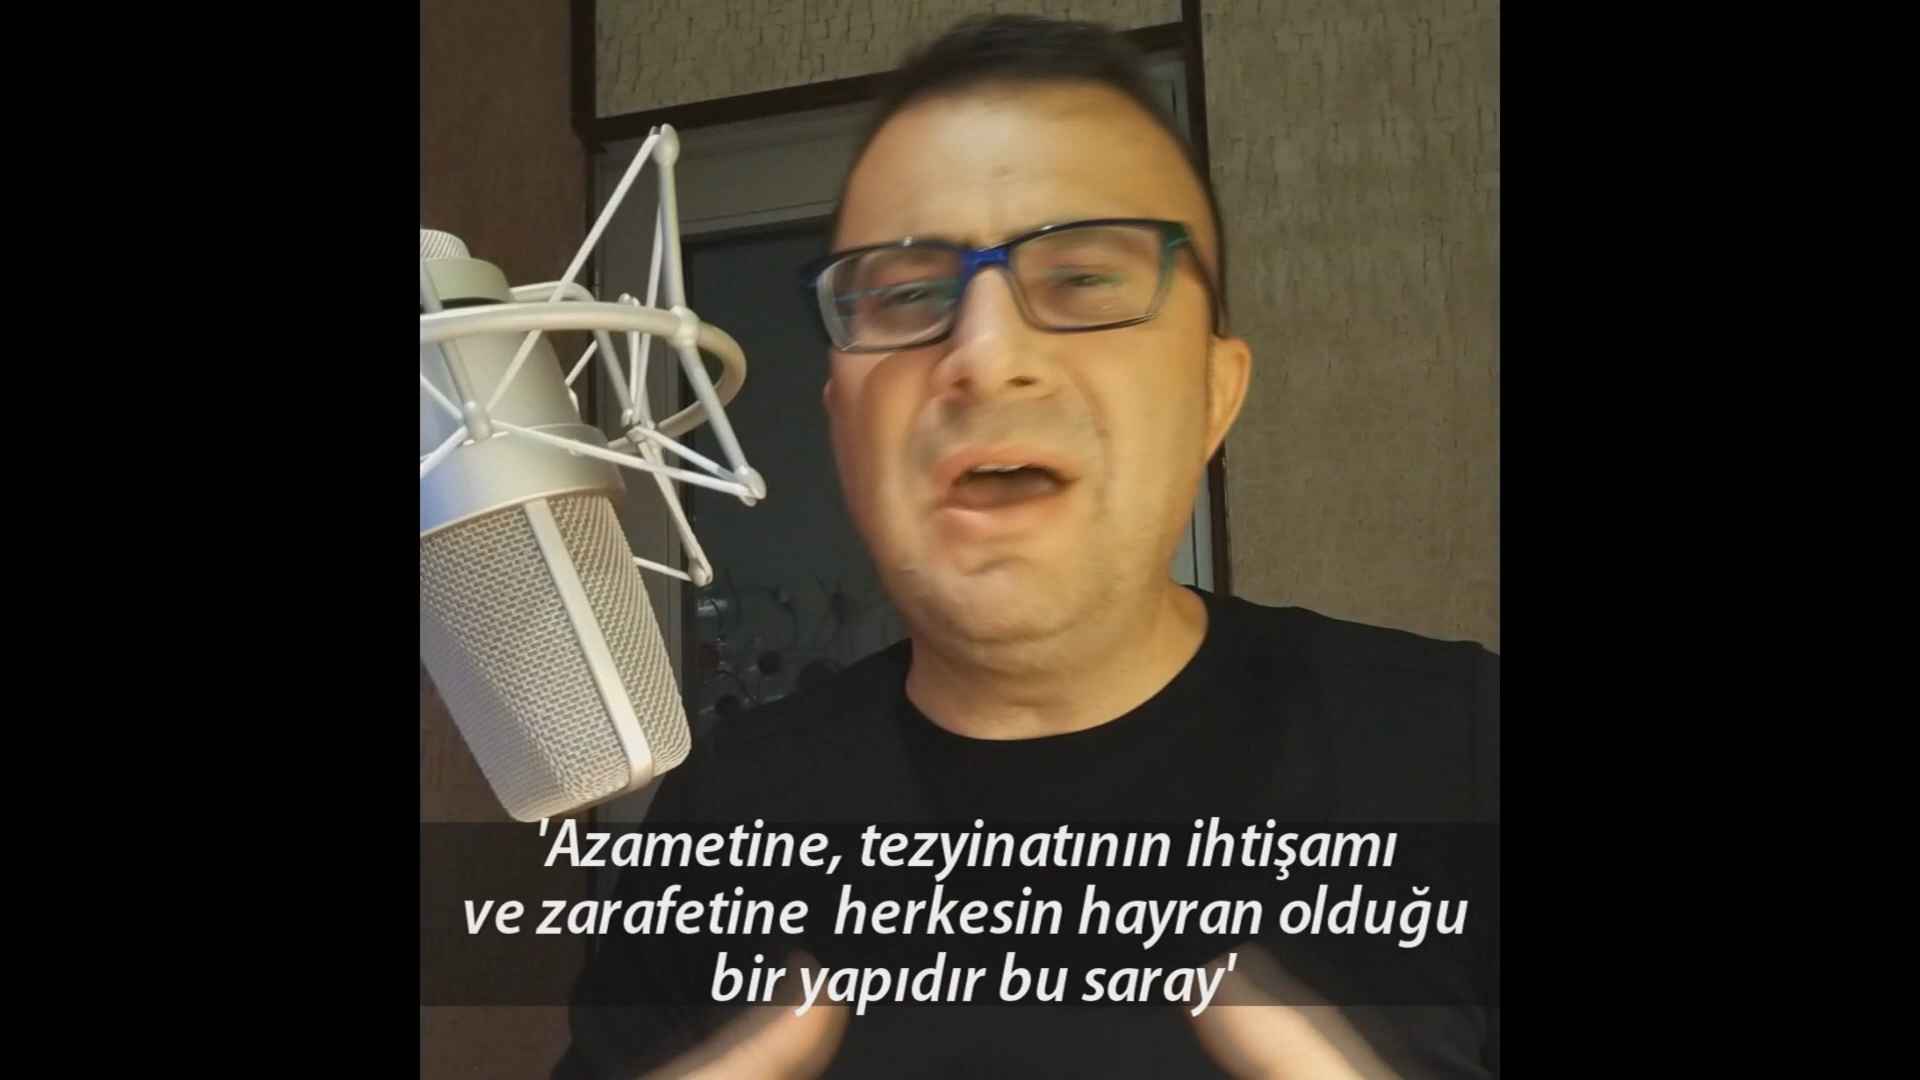 'Azametine, tezyinatının ihtişamı
ve zarafetine herkesin hayran olduğu
bir yapıdır bu saray'